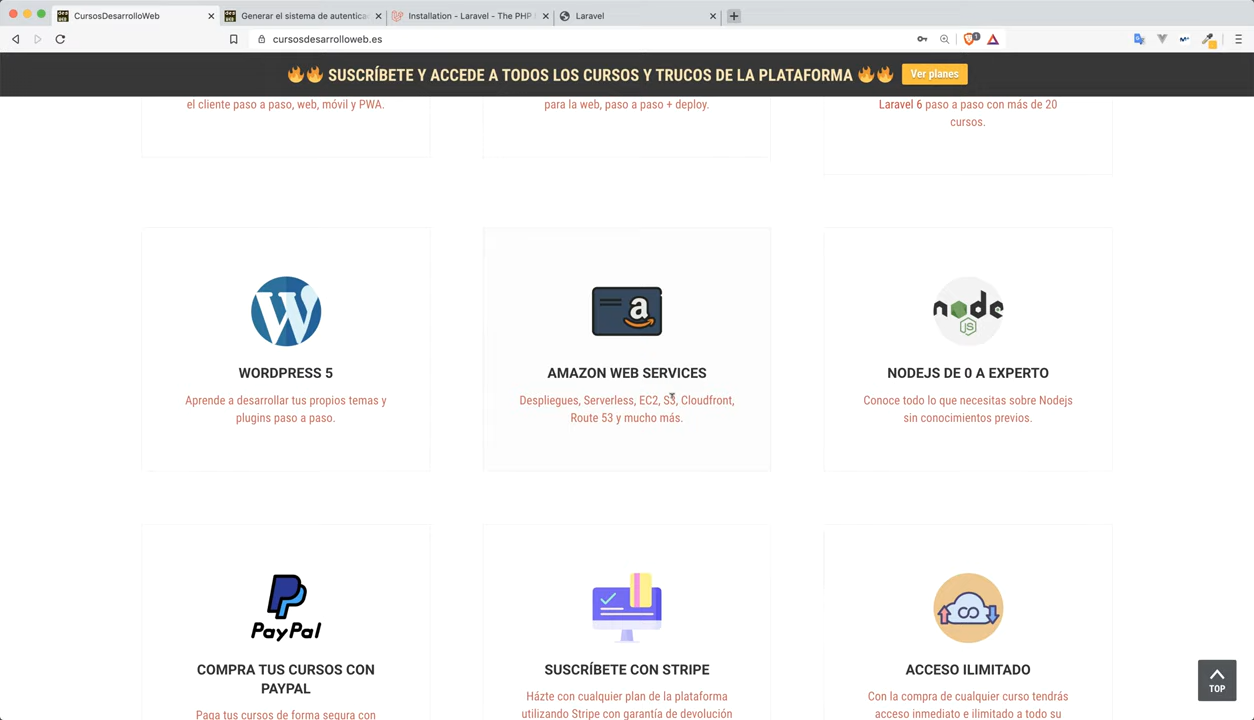 CursosDesarrolloWeb
Generar el sistema de autentica
Installation - Laravel - The PHP
Laravel
cursosdesarrolloweb.es
1
SUSCRÍBETE Y ACCEDE A TODOS LOS CURSOS Y TRUCOS DE LA PLATAFORMA
Ver planes
el cliente paso a paso, web, móvil y PWA.
para la web, paso a paso + deploy.
Laravel 6 paso a paso con más de 20
cursos.
W
WORDPRESS 5
Aprende a desarrollar tus propios temas y
plugins paso a paso.
a
AMAZON WEB SERVICES
Despliegues, Serverless, EC2, S3, Cloudfront,
Route 53 y mucho más.
node
JS
NODEJS DE 0 A EXPERTO
Conoce todo lo que necesitas sobre Nodejs
sin conocimientos previos.
PayPal
COMPRA TUS CURSOS CON
PAYPAL
Paga tus cursos de forma segura con
SUSCRÍBETE CON STRIPE
Házte con cualquier plan de la plataforma
utilizando Stripe con garantía de devolución
ACCESO ILIMITADO
Con la compra de cualquier curso tendrás
acceso inmediato e ilimitado a todo su
TOP